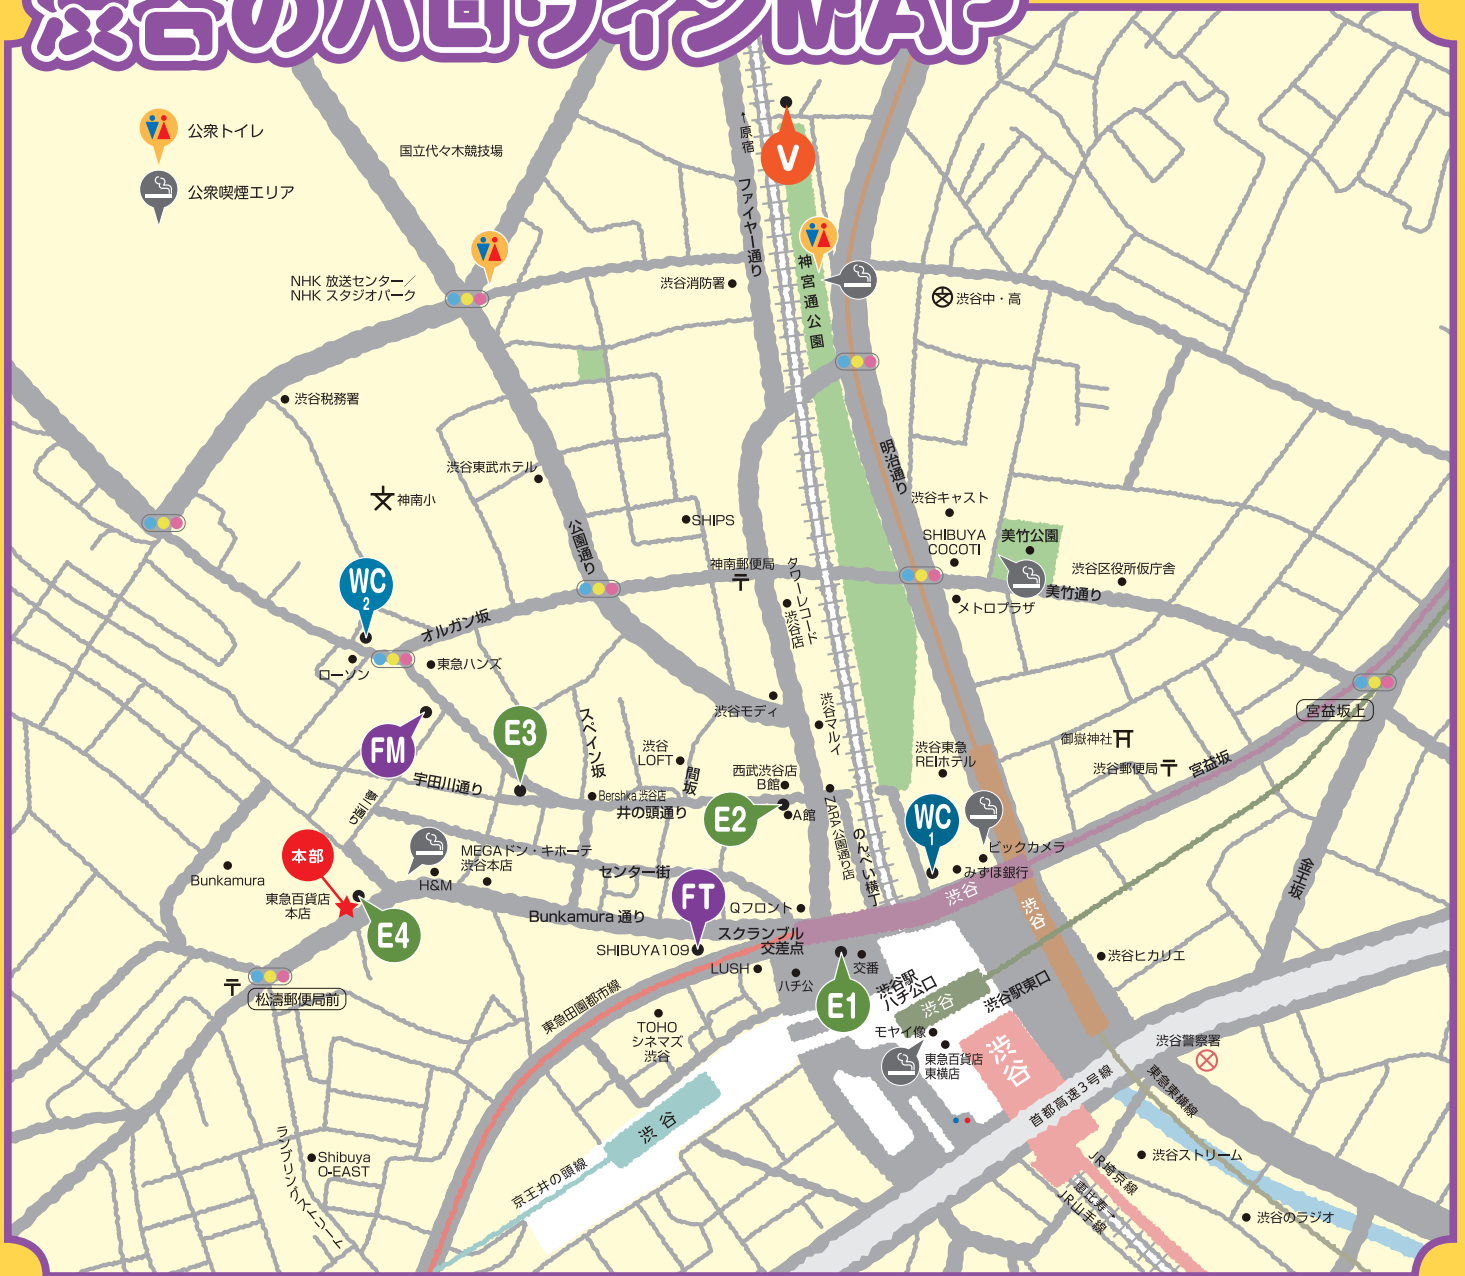 渋谷のハロウィンMAP
公衆トイレ
公衆喫煙エリア
国立代々木競技場
←原宿
ファイヤー通り
V
NHK 放送センター／
NHK スタジオパーク
渋谷消防署
神宮通公園
渋谷中・高
渋谷税務署
明治通り
渋谷東武ホテル
文
神南小
公園通り
SHIPS
渋谷キャスト
SHIBUYA
COCOTI
美竹公園
神南郵便局
〒
タワーレコード
渋谷店
渋谷区役所仮庁舎
美竹通り
メトロプラザ
WC
2
オルガン坂
ローソン
東急ハンズ
渋谷モディ
渋谷マルイ
宮益坂上
FM
E3
スペイン坂
渋谷
LOFT
間坂
西武渋谷店
B館
A館
渋谷東急
REIホテル
御嶽神社
渋谷郵便局
〒
宮益坂
宇田川通り
夢二通り
Bershka 渋谷店
井の頭通り
E2
ZARA公園通り店
のんべい横丁
WC
1
ビックカメラ
みずほ銀行
本部
MEGAドン・キホーテ
渋谷本店
H&M
センター街
Bunkamura
東急百貨店
本店
E4
FT
Bunkamura 通り
Qフロント
スクランブル
交差点
渋谷
渋谷
金王坂
SHIBUYA109
LUSH
ハチ公
交番
E1
渋谷駅
ハチ公口
渋谷
渋谷駅東口
渋谷ヒカリエ
〒
松濤郵便局前
東急田園都市線
TOHO
シネマズ
渋谷
モヤイ像
東急百貨店
東横店
渋谷
首都高速3号線
渋谷警察署
東急東横線
渋谷
京王井の頭線
ランブリングストリート
Shibuya
O-EAST
渋谷ストリーム
JR埼京線
恵比寿→
JR山手線
渋谷のラジオ